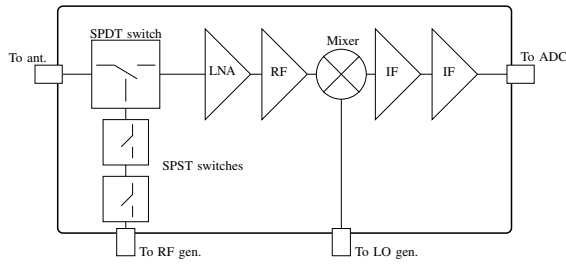 SPDT switch
Mixer
To ant.
To ADC
LNA
RF
IF
IF
SPST switches
To RF gen.
To LO gen.